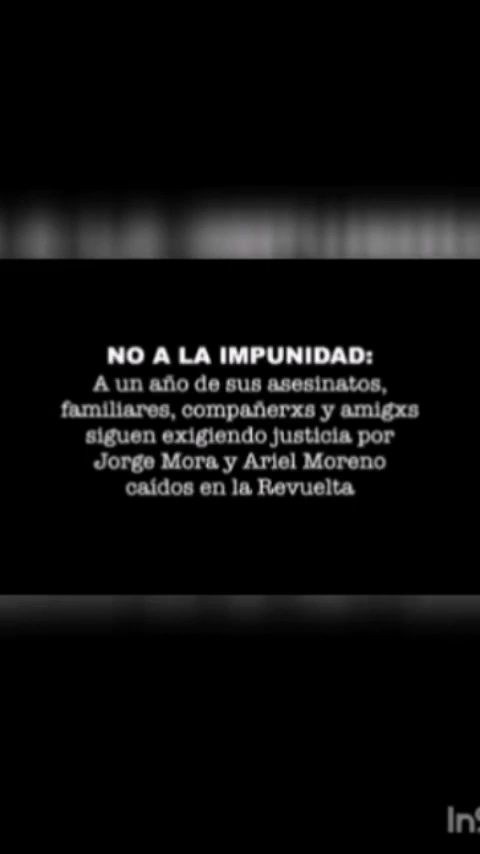 NO A LA IMPUNIDAD:
A un año de sus asesinatos,
familiares, compañerxs y amigxs
siguen exigiendo justicia por
Jorge Mora y Ariel Moreno
caídos en la Revuelta